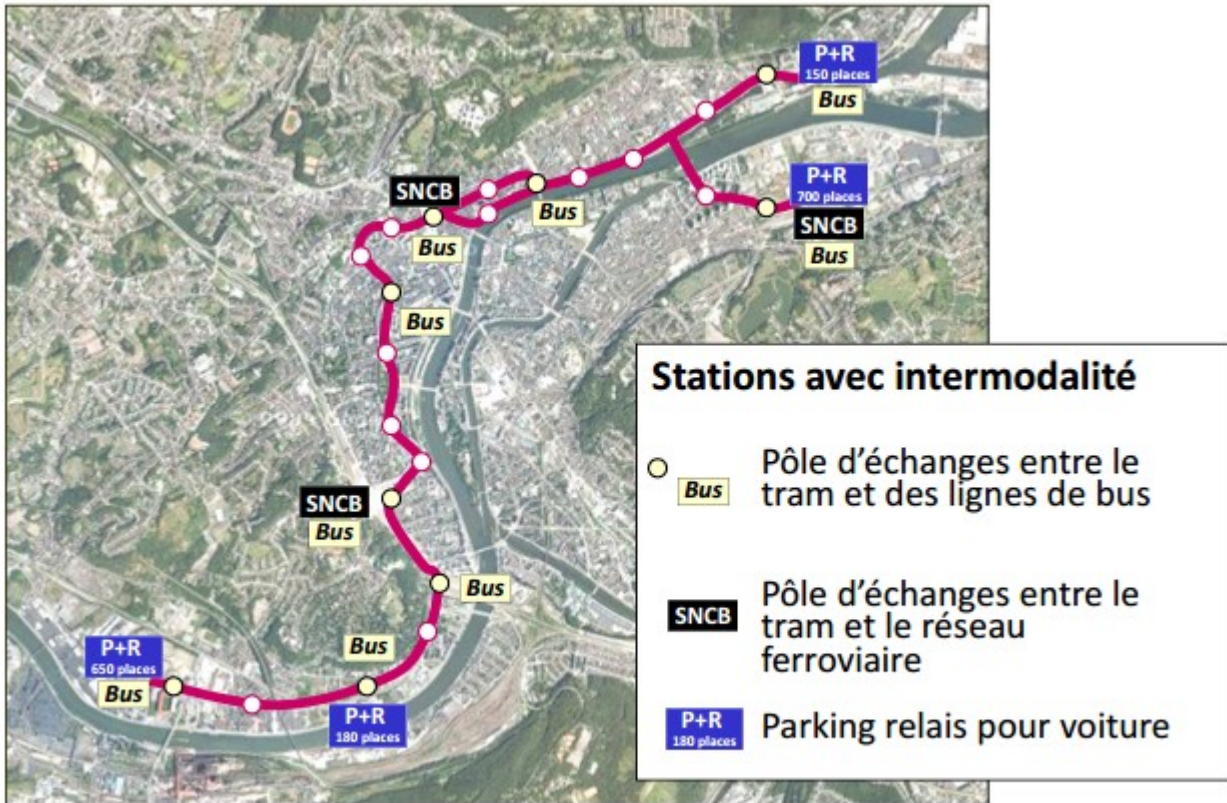 P+R
150 places
Bus
P+R
700 places
SNCB
Bus
SNCB
Bus
Bus
Bus
SNCB
Bus
Bus
Bus
P+R
650 places
Bus
P+R
180 places
Stations avec intermodalité
Bus
Pôle d’échanges entre le
tram et des lignes de bus
SNCB
Pôle d’échanges entre le
tram et le réseau
ferroviaire
P+R
180 places
Parking relais pour voiture